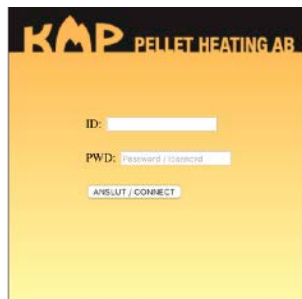 KMP PELLET HEATING AB
ID:
PWD: Password / lösenord
ANSLUT / CONNECT